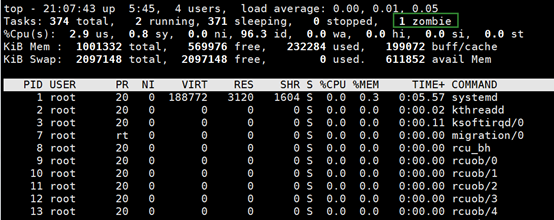 top - 21:07:43 up  5:45,  4 users,  load average: 0.00, 0.01, 0.05
Tasks: 374 total,   2 running, 371 sleeping,   0 stopped,   1 zombie
%Cpu(s):  2.9 us,  0.8 sy,  0.0 ni, 96.3 id,  0.0 wa,  0.0 hi,  0.0 si,  0.0 st
KiB Mem :  1001332 total,   569976 free,   232284 used,   199072 buff/cache
KiB Swap:  2097148 total,  2097148 free,        0 used.   611852 avail Mem
PID USER      PR  NI    VIRT    RES    SHR S %CPU %MEM     TIME+ COMMAND
1 root      20   0  188772   3120   1604 S  0.0  0.3   0:05.57 systemd
2 root      20   0       0      0      0 S  0.0  0.0   0:00.02 kthreadd
3 root      20   0       0      0      0 S  0.0  0.0   0:00.11 ksoftirqd/0
7 root      rt   0       0      0      0 S  0.0  0.0   0:00.00 migration/0
8 root      20   0       0      0      0 S  0.0  0.0   0:00.00 rcu_bh
9 root      20   0       0      0      0 S  0.0  0.0   0:00.00 rcuob/0
10 root      20   0       0      0      0 S  0.0  0.0   0:00.00 rcuob/1
11 root      20   0       0      0      0 S  0.0  0.0   0:00.00 rcuob/2
12 root      20   0       0      0      0 S  0.0  0.0   0:00.00 rcuob/3
13 root      20   0       0      0      0 S  0.0  0.0   0:00.00 rcuob/4